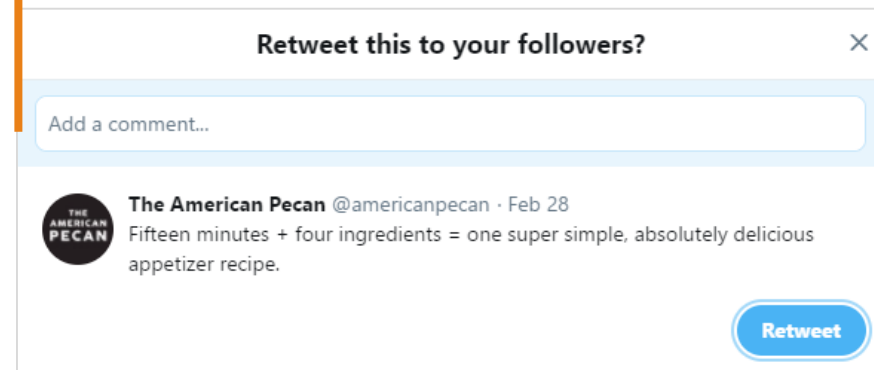 Retweet this to your followers?
Add a comment...
THE
AMERICAN
PECAN
The American Pecan @americanpecan · Feb 28
Fifteen minutes + four ingredients = one super simple, absolutely delicious
appetizer recipe.
Retweet